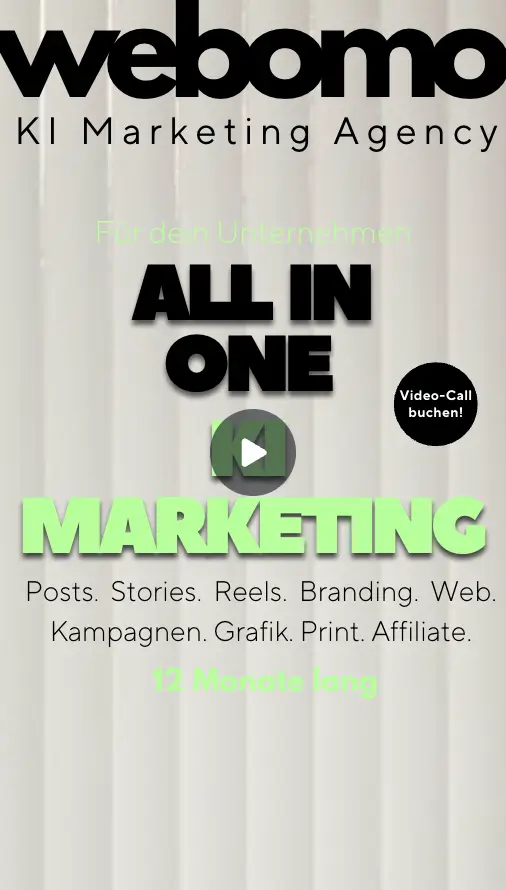 webomo
KI Marketing Agency
Für dein Unternehmen
ALL IN
ONE
Video-Call
buchen!
KI
MARKETING
Posts. Stories. Reels. Branding. Web.
Kampagnen. Grafik. Print. Affiliate.
12 Monate lang